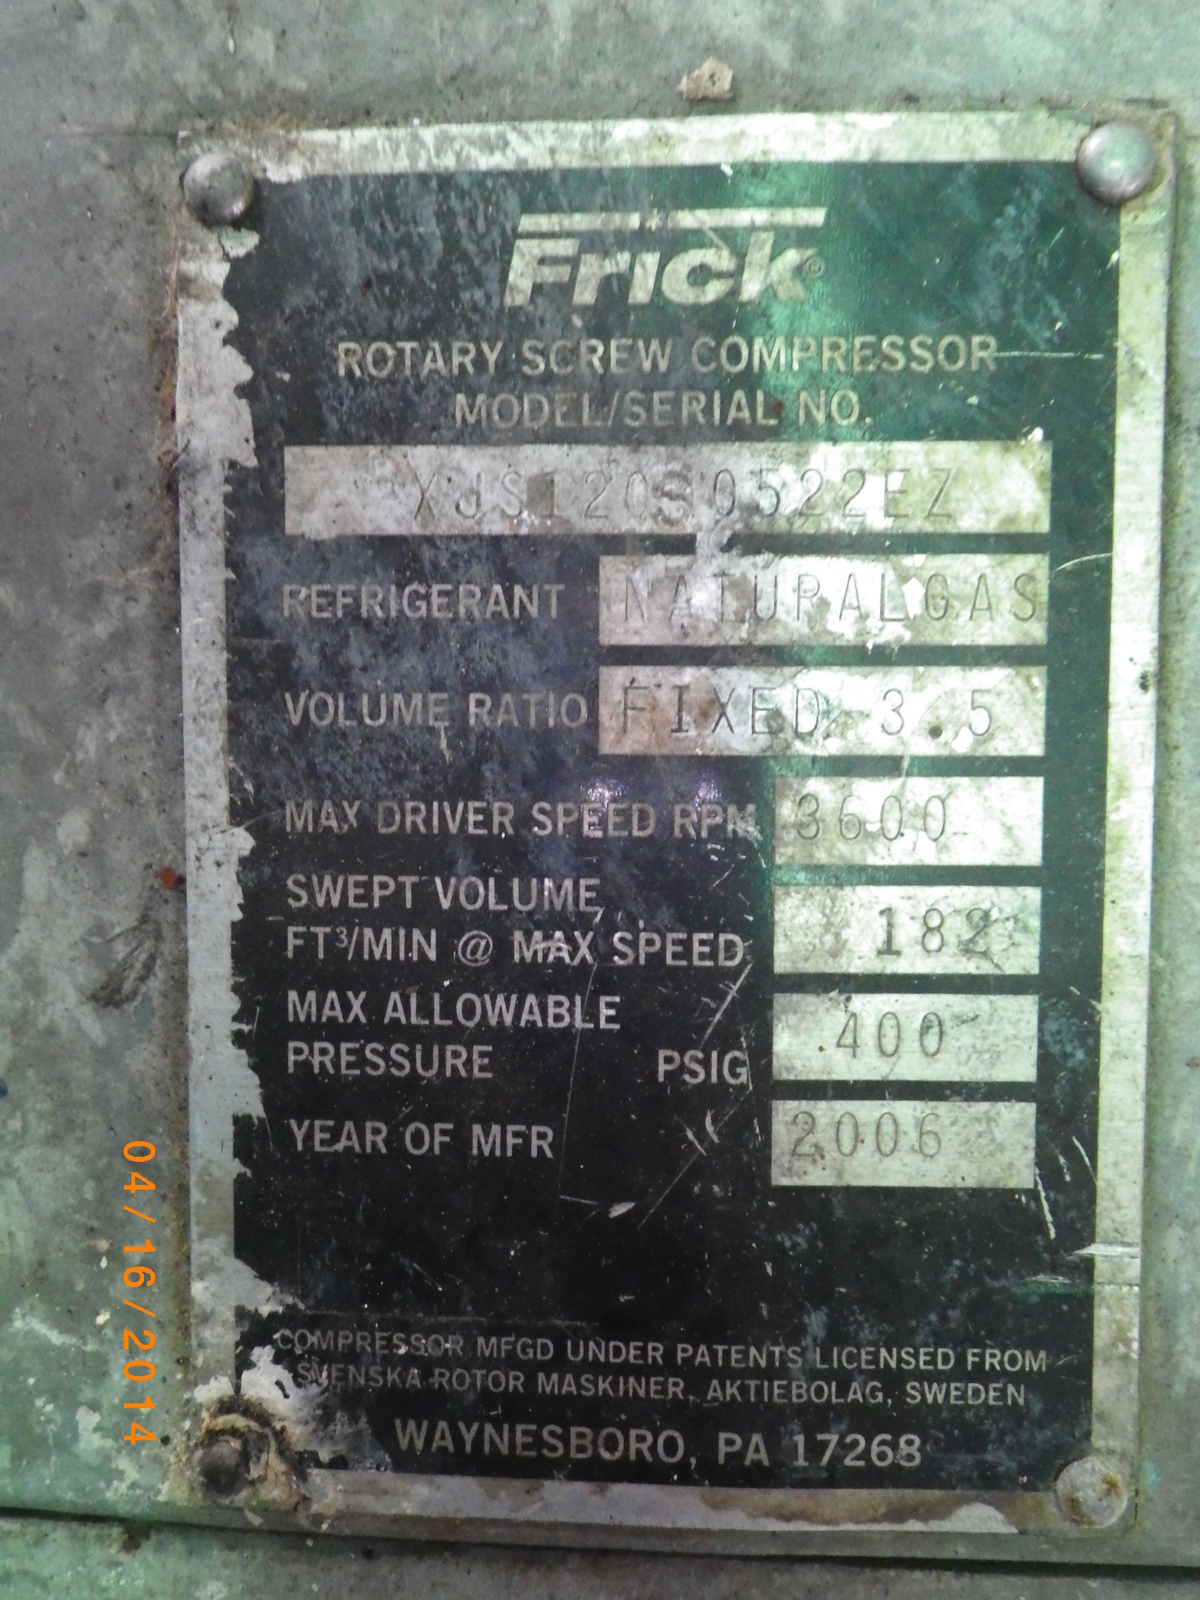 Frick®
ROTARY SCREW COMPRESSOR
MODEL/SERIAL NO.
XJS120S0522EZ
REFRIGERANT NATURALGAS
VOLUME RATIO FIXED 3.5
MAX DRIVER SPEED RPM 3600
SWEPT VOLUME,
FT³/MIN @ MAX SPEED 182
MAX ALLOWABLE
PRESSURE PSIG 400
YEAR OF MFR 2006
COMPRESSOR MFGD UNDER PATENTS LICENSED FROM
SVENSKA ROTOR MASKINER, AKTIEBOLAG, SWEDEN
WAYNESBORO, PA 17268
04/16/2014